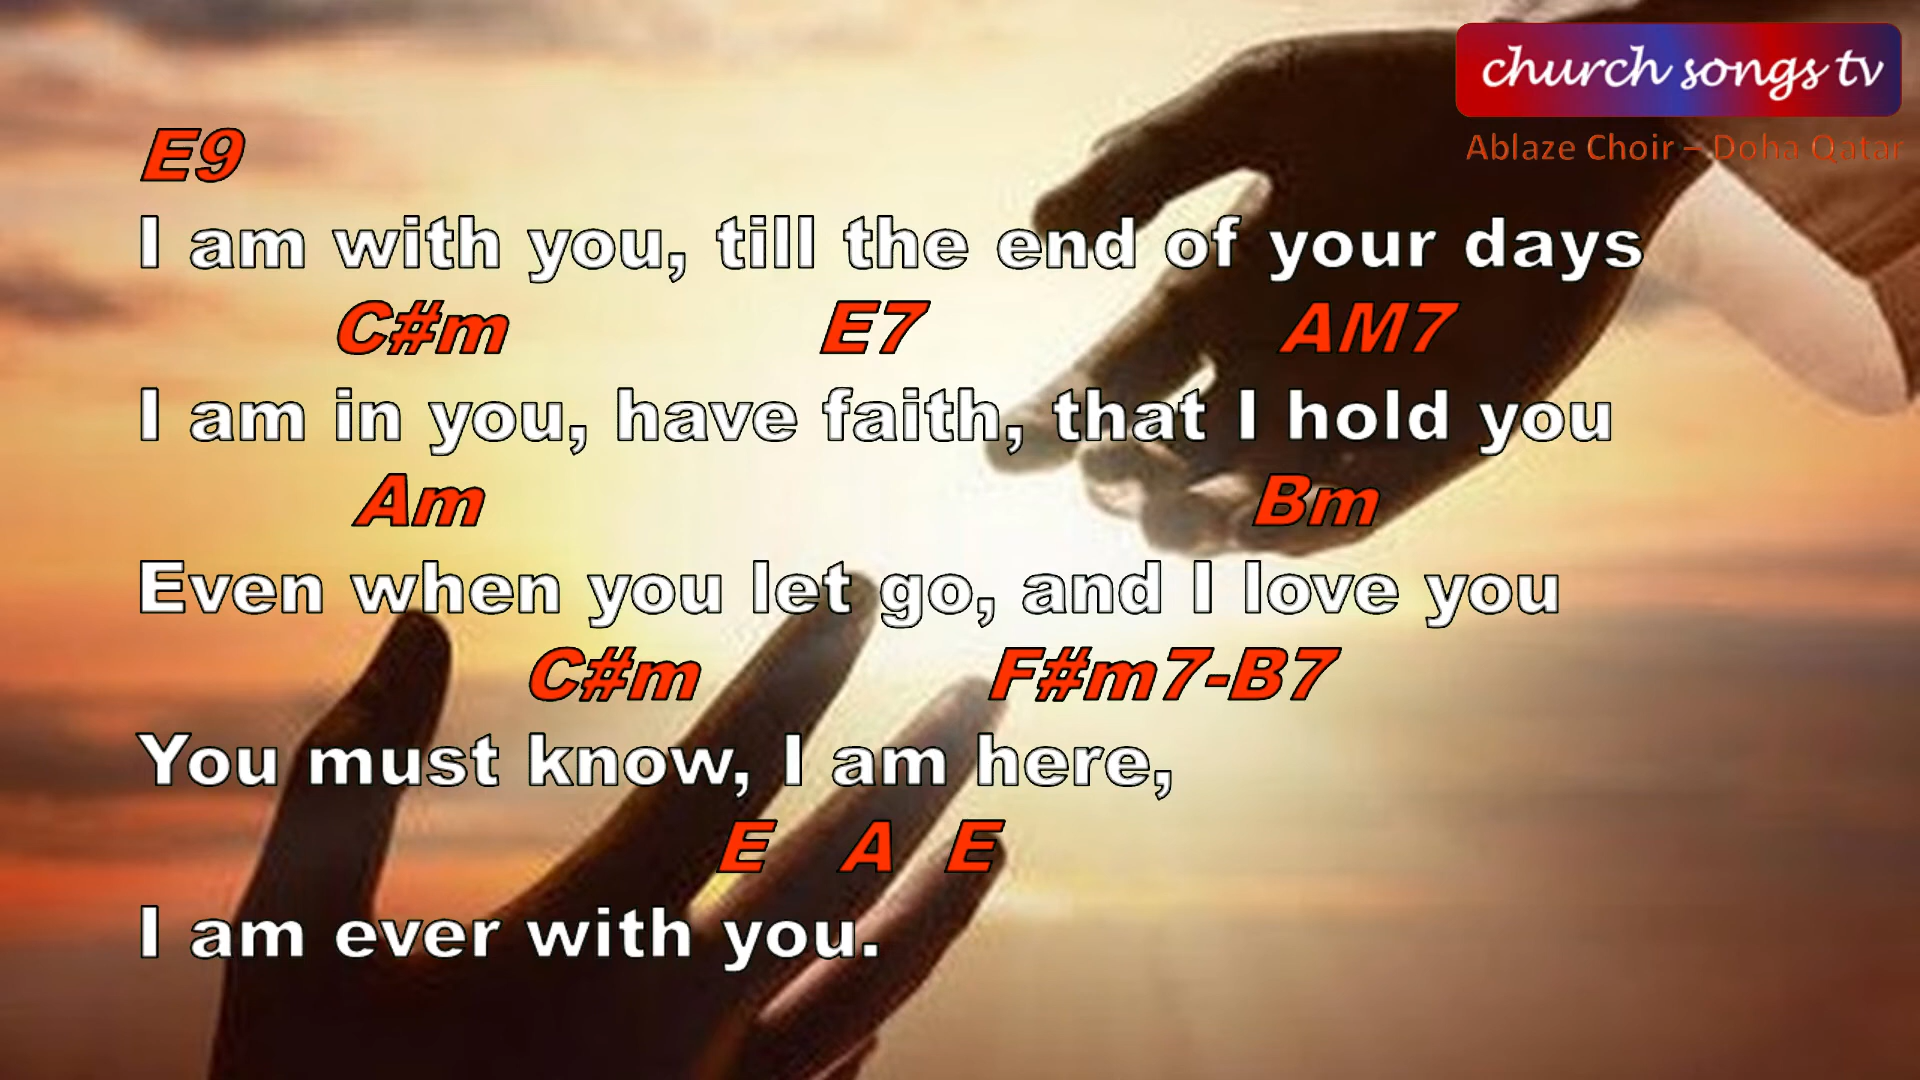 church songs tv
Ablaze Choir – Doha Qatar
E9
I am with you, till the end of your days
C#m E7 AM7
I am in you, have faith, that I hold you
Am Bm
Even when you let go, and I love you
C#m F#m7-B7
You must know, I am here,
E A E
I am ever with you.